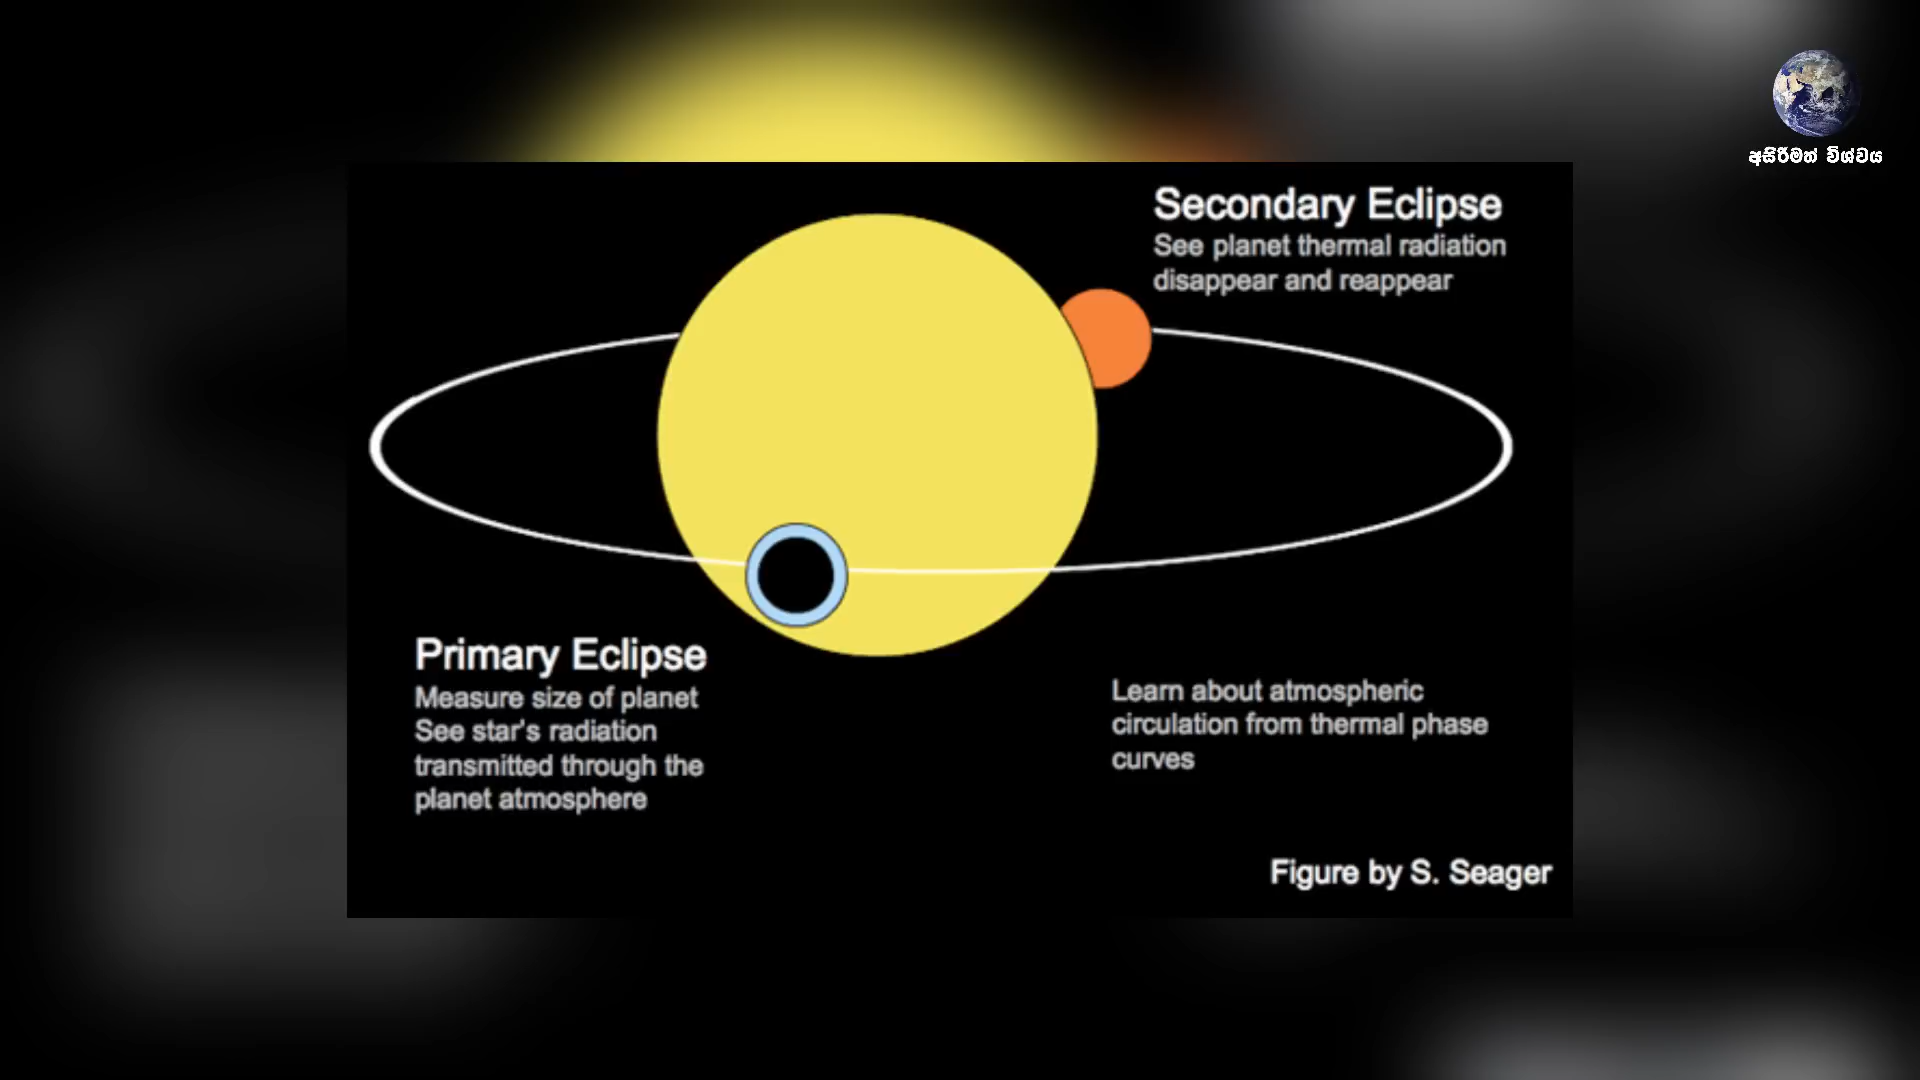 අසිරිමත් විශ්වය
Secondary Eclipse
See planet thermal radiation
disappear and reappear
Primary Eclipse
Measure size of planet
See star's radiation
transmitted through the
planet atmosphere
Learn about atmospheric
circulation from thermal phase
curves
Figure by S. Seager